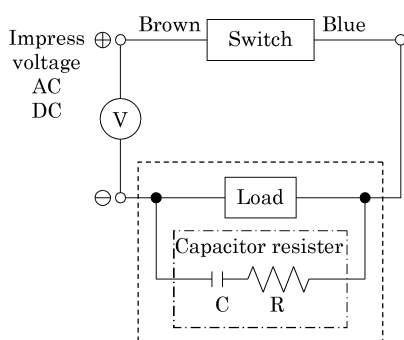 Impress
voltage
AC
DC
⊕
Brown
Switch
Blue
V
⊖
Load
Capacitor resister
C
R